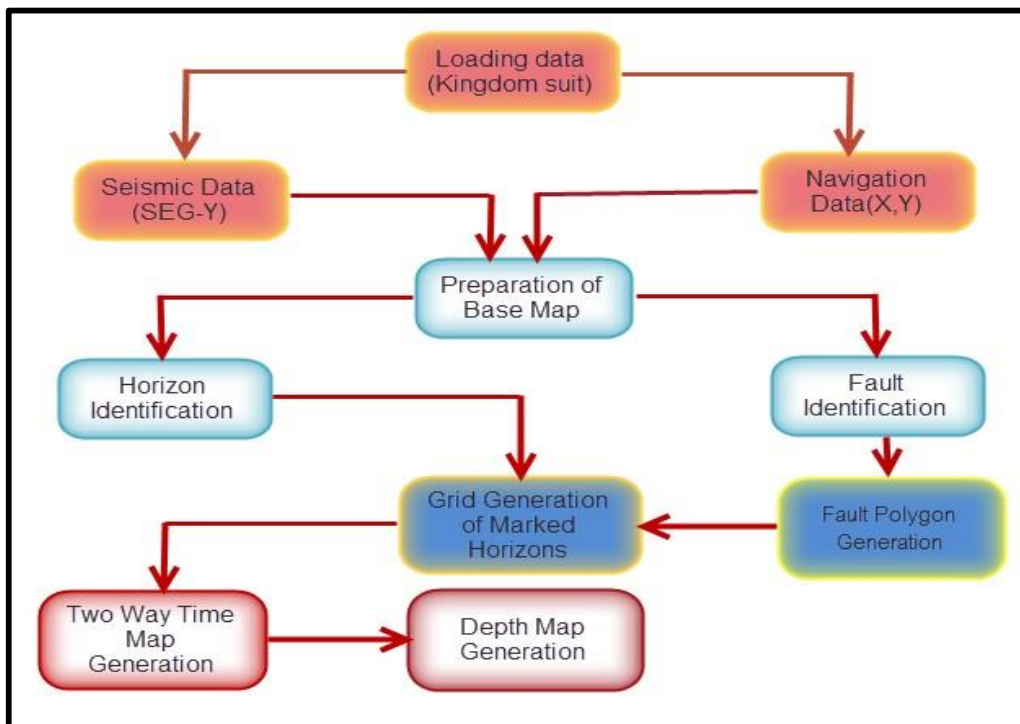 Loading data
(Kingdom suit)
Seismic Data
(SEG-Y)
Navigation
Data(X,Y)
Preparation of
Base Map
Horizon
Identification
Fault
Identification
Grid Generation
of Marked
Horizons
Fault Polygon
Generation
Two Way Time
Map
Generation
Depth Map
Generation